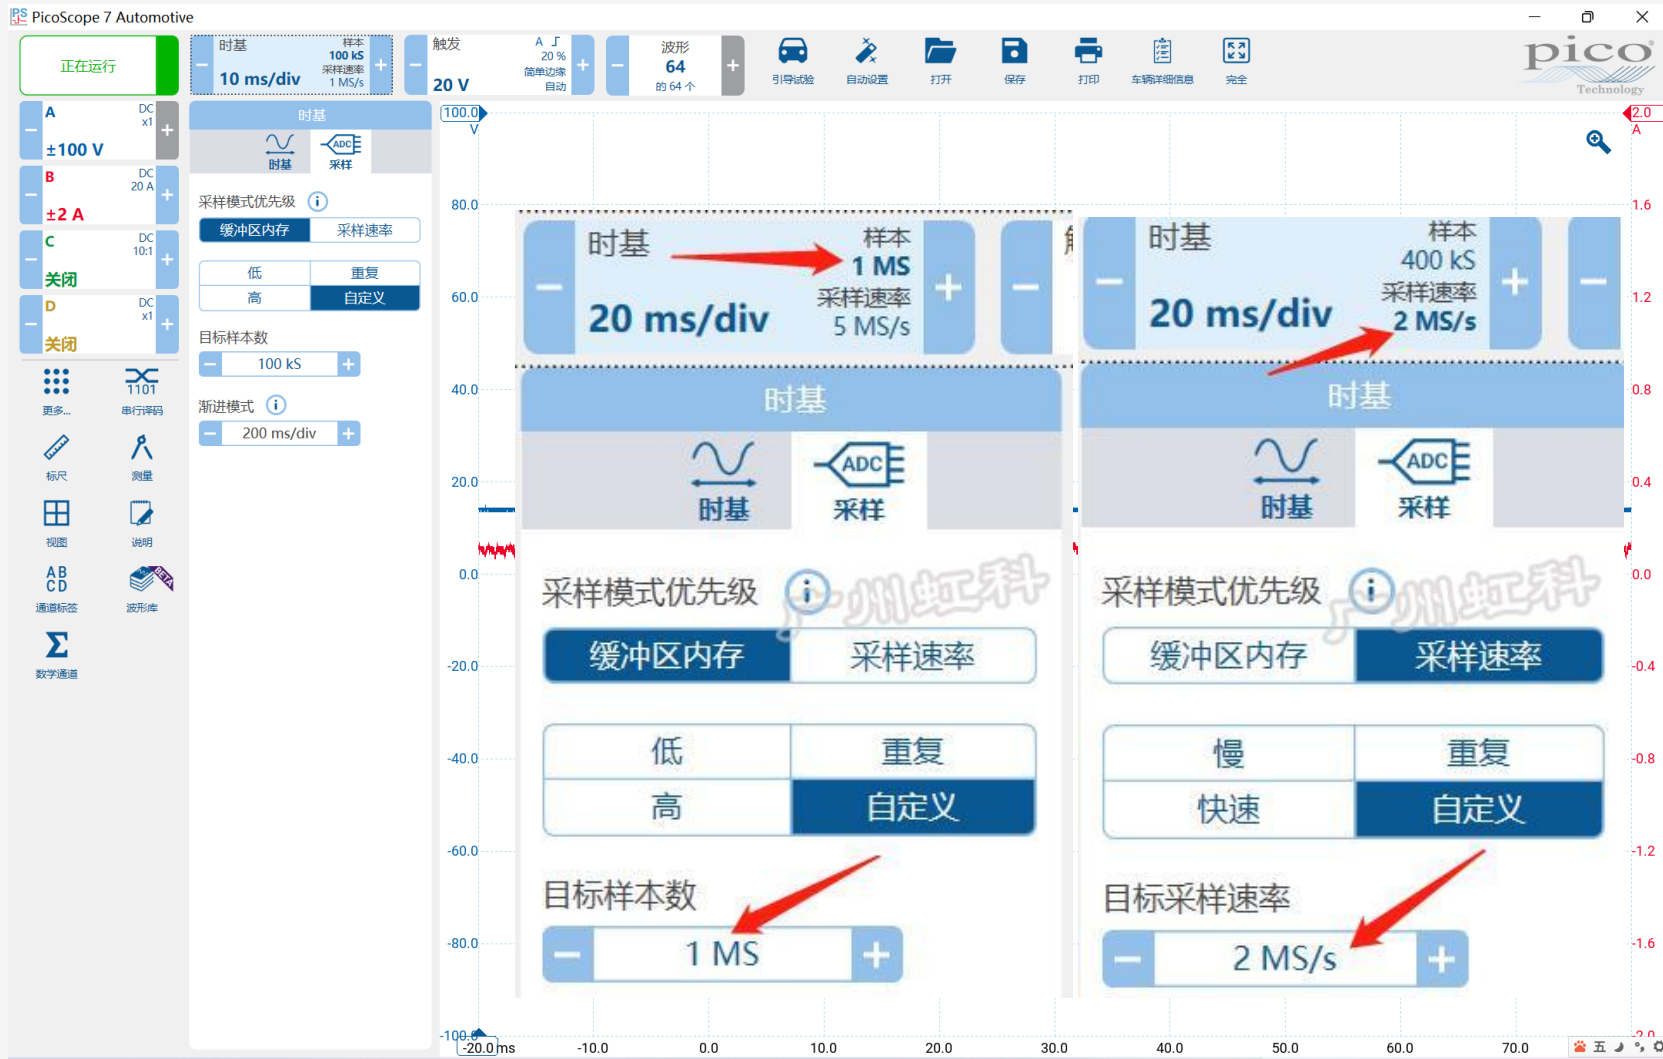 PicoScope 7 Automotive
正在运行
时基
样本
100 kS
采样速率
10 ms/div
1 MS/s
触发
A
20 %
简单边缘
20 V
自动
波形
64
的 64 个
引导试验
自动设置
打开
保存
打印
车辆详细信息
完全
pico
Technology
A
DC
x1
±100 V
B
DC
20 A
±2 A
C
DC
10:1
关闭
D
DC
x1
关闭
更多...
1101
串行译码
标尺
测量
视图
说明
AB
CD
通道标签
BETA
波形库
Σ
数学通道
时基
时基
ADC
采样
采样模式优先级
i
缓冲区内存
采样速率
低
重复
高
自定义
目标样本数
100 kS
渐进模式
i
200 ms/div
100.0
V
80.0
60.0
40.0
20.0
0.0
-20.0
-40.0
-60.0
-80.0
-100.0
时基
样本
1 MS
采样速率
20 ms/div
5 MS/s
时基
时基
ADC
采样
采样模式优先级
i
广州虹科
缓冲区内存
采样速率
低
重复
高
自定义
目标样本数
1 MS
时基
样本
400 kS
采样速率
20 ms/div
2 MS/s
时基
时基
ADC
采样
采样模式优先级
i
广州虹科
缓冲区内存
采样速率
慢
重复
快速
自定义
目标采样速率
2 MS/s
2.0
A
1.6
1.2
0.8
0.4
0.0
-0.4
-0.8
-1.2
-1.6
-2.0
-20.0 ms
-10.0
0.0
10.0
20.0
30.0
40.0
50.0
60.0
70.0
五